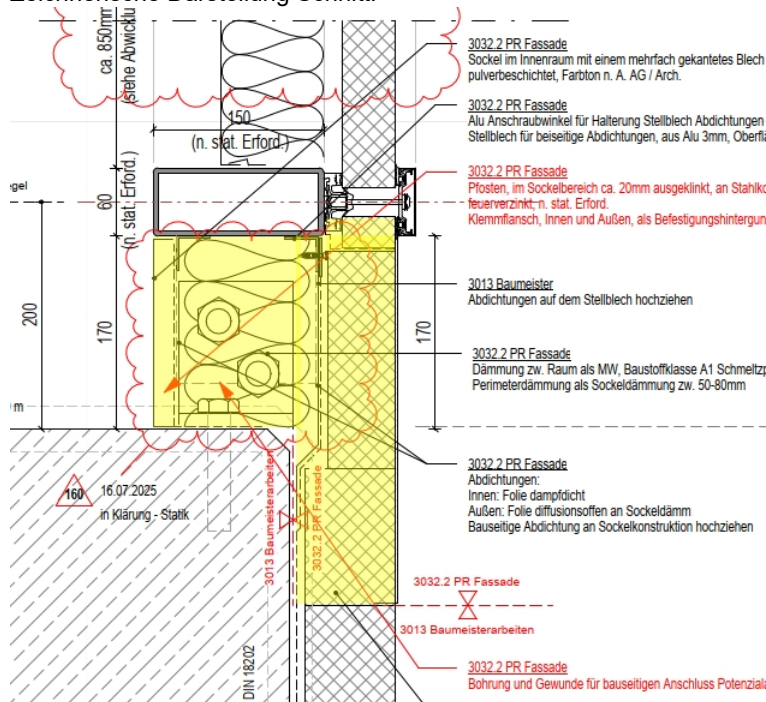 Zeichnerische Darstellung Schnitt:
ca. 850mm
(siehe Abwicklu
150
(n. stat. Erford.)
60
(n. stat. Erford.)
egel
200
170
170
0 m
160
16.07.2025
in Klärung - Statik
3013 Baumeisterarbeiten
3032.2 PR Fassade
DIN 18202
3032.2 PR Fassade
Sockel im Innenraum mit einem mehrfach gekantetes Blech
pulverbeschichtet, Farbton n. A. AG / Arch.
3032.2 PR Fassade
Alu Anschraubwinkel für Halterung Stellblech Abdichtungen
Stellblech für beiseitige Abdichtungen, aus Alu 3mm, Oberflä
3032.2 PR Fassade
Pfosten, im Sockelbereich ca. 20mm ausgeklinkt, an Stahlko
feuerverzinkt, n. stat. Erford.
Klemmflansch, Innen und Außen, als Befestigungshintergun
3013 Baumeister
Abdichtungen auf dem Stellblech hochziehen
3032.2 PR Fassade
Dämmung zw. Raum als MW, Baustoffklasse A1 Schmeltzp
Perimeterdämmung als Sockeldämmung zw. 50-80mm
3032.2 PR Fassade
Abdichtungen:
Innen: Folie dampfdicht
Außen: Folie diffusionsoffen an Sockeldämm
Bauseitige Abdichtung an Sockelkonstruktion hochziehen
3032.2 PR Fassade
3013 Baumeisterarbeiten
3032.2 PR Fassade
Bohrung und Gewunde für bauseitigen Anschluss Potenziala